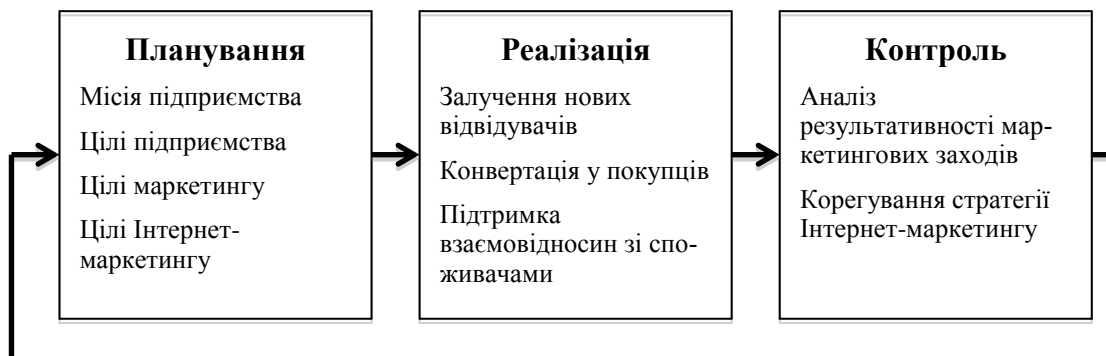 Планування
Місія підприємства
Цілі підприємства
Цілі маркетингу
Цілі Інтернет-
маркетингу
Реалізація
Залучення нових
відвідувачів
Конвертація у покупців
Підтримка
взаємовідносин зі спо-
живачами
Контроль
Аналіз
результативності мар-
кетингових заходів
Корегування стратегії
Інтернет-маркетингу